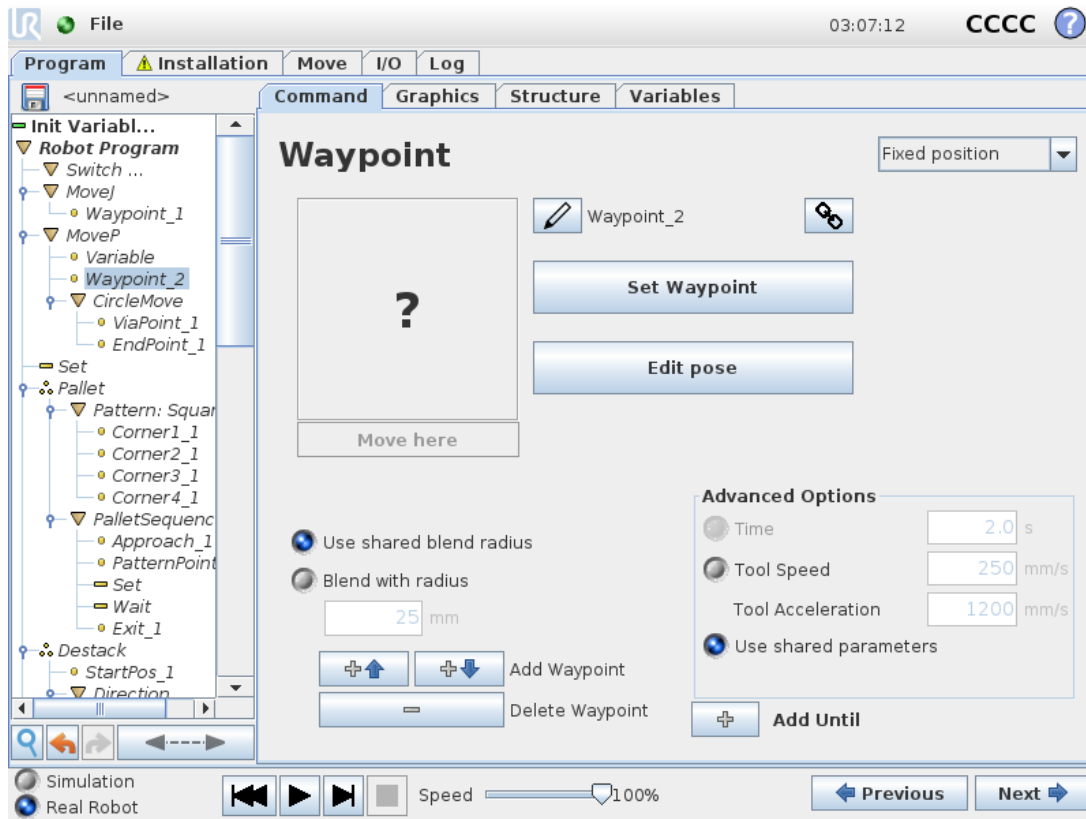 UR File 03:07:12 CCCC ?
Program Installation Move I/O Log
<unnamed>
Command Graphics Structure Variables
Init Variabl...
Robot Program
Switch ...
MoveJ
Waypoint_1
MoveP
Variable
Waypoint_2
CircleMove
ViaPoint_1
EndPoint_1
Set
Pallet
Pattern: Squar
Corner1_1
Corner2_1
Corner3_1
Corner4_1
PalletSequenc
Approach_1
PatternPoint
Set
Wait
Exit_1
Destack
StartPos_1
Direction
Waypoint
Fixed position
Waypoint_2
?
Set Waypoint
Edit pose
Move here
Use shared blend radius
Blend with radius
25 mm
Add Waypoint
Delete Waypoint
Advanced Options
Time 2.0 s
Tool Speed 250 mm/s
Tool Acceleration 1200 mm/s
Use shared parameters
Add Until
Simulation
Real Robot
Speed 100%
Previous
Next